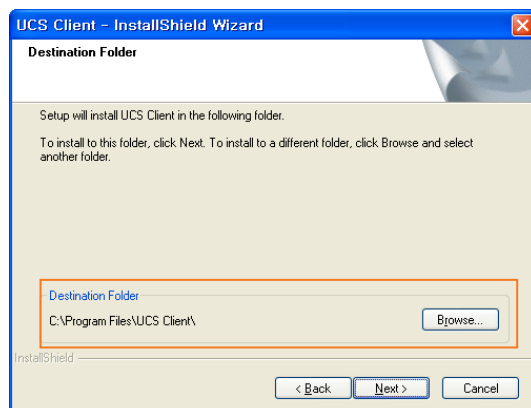 UCS Client - InstallShield Wizard
Destination Folder
Setup will install UCS Client in the following folder.
To install to this folder, click Next. To install to a different folder, click Browse and select
another folder.
Destination Folder
C:\Program Files\UCS Client\
Browse...
InstallShield
< Back
Next >
Cancel